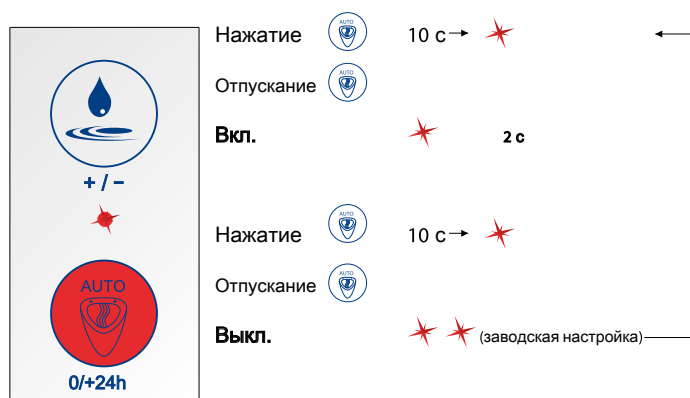 + / −
AUTO
0/+24h
Нажатие AUTO 10 с
Отпускание AUTO
Вкл. 2 с
Нажатие AUTO 10 с
Отпускание AUTO
Выкл. (заводская настройка)